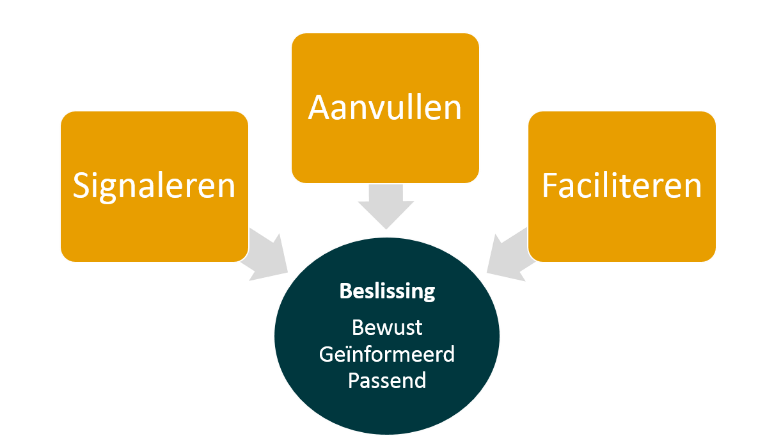 Signaleren
Aanvullen
Faciliteren
Beslissing
Bewust
Geïnformeerd
Passend